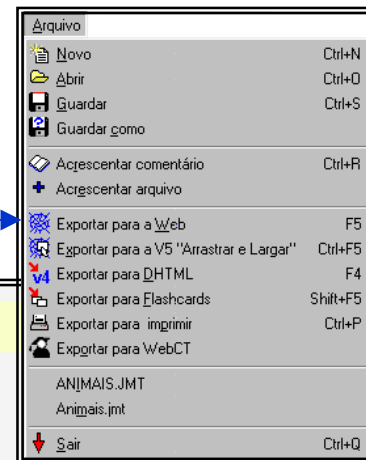 Arquivo
Novo Ctrl+N
Abrir Ctrl+O
Guardar Ctrl+S
Guardar como
Acrescentar comentário Ctrl+R
Acrescentar arquivo
Exportar para a Web F5
Exportar para a V5 "Arrastrar e Largar" Ctrl+F5
v4 Exportar para DHTML F4
Exportar para Flashcards Shift+F5
Exportar para imprimir Ctrl+P
Exportar para WebCT
ANIMAIS.JMT
Animais.jmt
Sair Ctrl+Q